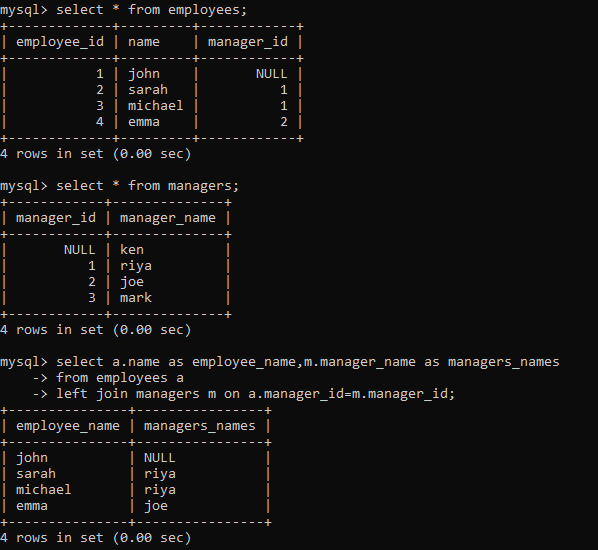 mysql> select * from employees;
+-------------+---------+------------+
| employee_id | name    | manager_id |
+-------------+---------+------------+
|           1 | john    |       NULL |
|           2 | sarah   |          1 |
|           3 | michael |          1 |
|           4 | emma    |          2 |
+-------------+---------+------------+
4 rows in set (0.00 sec)

mysql> select * from managers;
+------------+--------------+
| manager_id | manager_name |
+------------+--------------+
|       NULL | ken          |
|          1 | riya         |
|          2 | joe          |
|          3 | mark         |
+------------+--------------+
4 rows in set (0.00 sec)

mysql> select a.name as employee_name,m.manager_name as managers_names
    -> from employees a
    -> left join managers m on a.manager_id=m.manager_id;
+---------------+----------------+
| employee_name | managers_names |
+---------------+----------------+
| john          | NULL           |
| sarah         | riya           |
| michael       | riya           |
| emma          | joe            |
+---------------+----------------+
4 rows in set (0.00 sec)